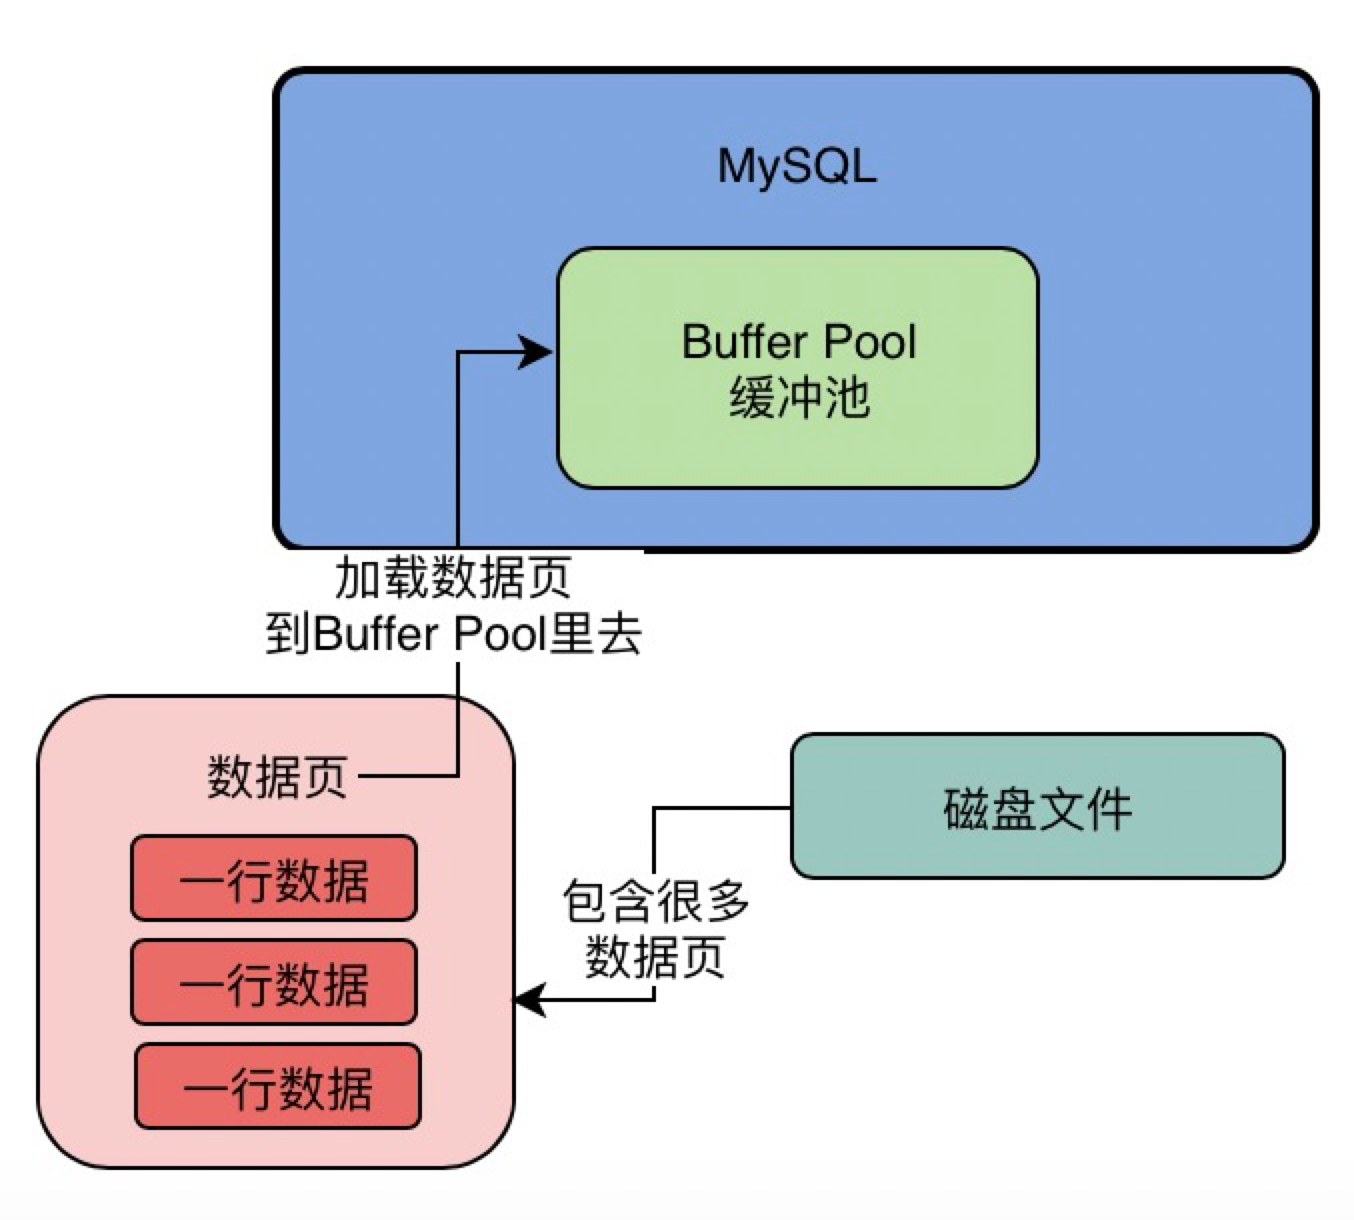 MySQL
Buffer Pool
缓冲池
加载数据页
到Buffer Pool里去
数据页
一行数据
一行数据
一行数据
磁盘文件
包含很多
数据页